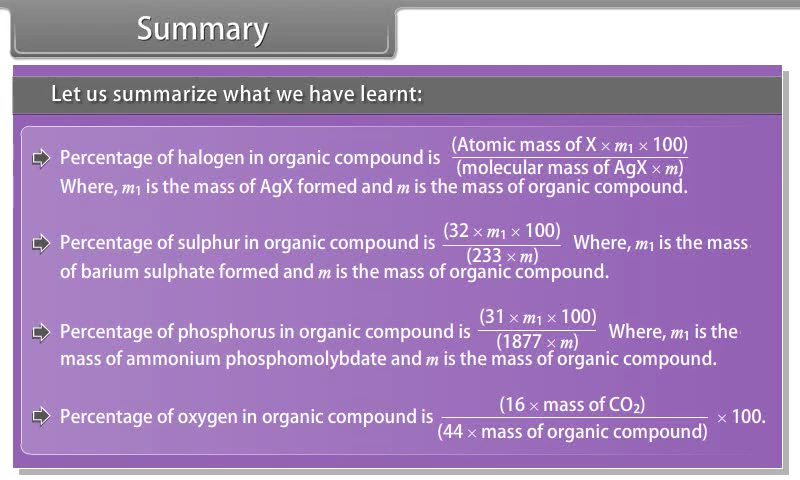 Summary
Let us summarize what we have learnt:
Percentage of halogen in organic compound is (Atomic mass of X × m₁ × 100) / (molecular mass of AgX × m)
Where, m₁ is the mass of AgX formed and m is the mass of organic compound.
Percentage of sulphur in organic compound is (32 × m₁ × 100) / (233 × m) Where, m₁ is the mass
of barium sulphate formed and m is the mass of organic compound.
Percentage of phosphorus in organic compound is (31 × m₁ × 100) / (1877 × m) Where, m₁ is the
mass of ammonium phosphomolybdate and m is the mass of organic compound.
Percentage of oxygen in organic compound is (16 × mass of CO₂) / (44 × mass of organic compound) × 100.